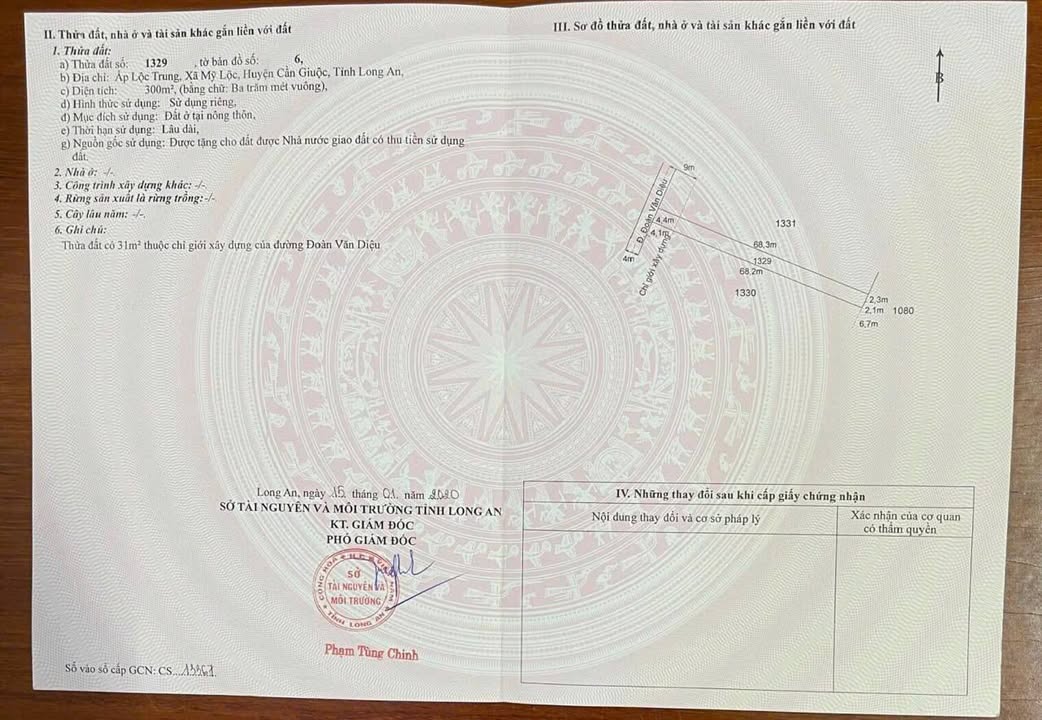 II. Thửa đất, nhà ở và tài sản khác gắn liền với đất
1. Thửa đất:
a) Thửa đất số: 1329 , tờ bản đồ số: 6,
b) Địa chỉ: Ấp Lộc Trung, Xã Mỹ Lộc, Huyện Cần Giuộc, Tỉnh Long An,
c) Diện tích: 300m², (bằng chữ: Ba trăm mét vuông),
d) Hình thức sử dụng: Sử dụng riêng,
đ) Mục đích sử dụng: Đất ở tại nông thôn,
e) Thời hạn sử dụng: Lâu dài,
g) Nguồn gốc sử dụng: Được tặng cho đất được Nhà nước giao đất có thu tiền sử dụng
đất.
2. Nhà ở: -/-.
3. Công trình xây dựng khác: -/-.
4. Rừng sản xuất là rừng trồng:-/-
5. Cây lâu năm: -/-.
6. Ghi chú:
Thửa đất có 31m² thuộc chỉ giới xây dựng của đường Đoàn Văn Diệu
Long An, ngày 15 tháng 01 năm 2020
SỞ TÀI NGUYÊN VÀ MÔI TRƯỜNG TỈNH LONG AN
KT. GIÁM ĐỐC
PHÓ GIÁM ĐỐC
CỘNG HÒA X.H.C.N VIỆT NAM
SỞ
TÀI NGUYÊN VÀ
MÔI TRƯỜNG
TỈNH LONG AN
Phạm Tùng Chinh
Số vào sổ cấp GCN: CS
III. Sơ đồ thửa đất, nhà ở và tài sản khác gắn liền với đất
B
9m
Đ. Đoàn Văn Diệu
4,4m
4,1m
4m
Chỉ giới xây dựng
1331
68,3m
1329
68,2m
1330
2,3m
2,1m 1080
6,7m
IV. Những thay đổi sau khi cấp giấy chứng nhận
Nội dung thay đổi và cơ sở pháp lý
Xác nhận của cơ quan
có thẩm quyền